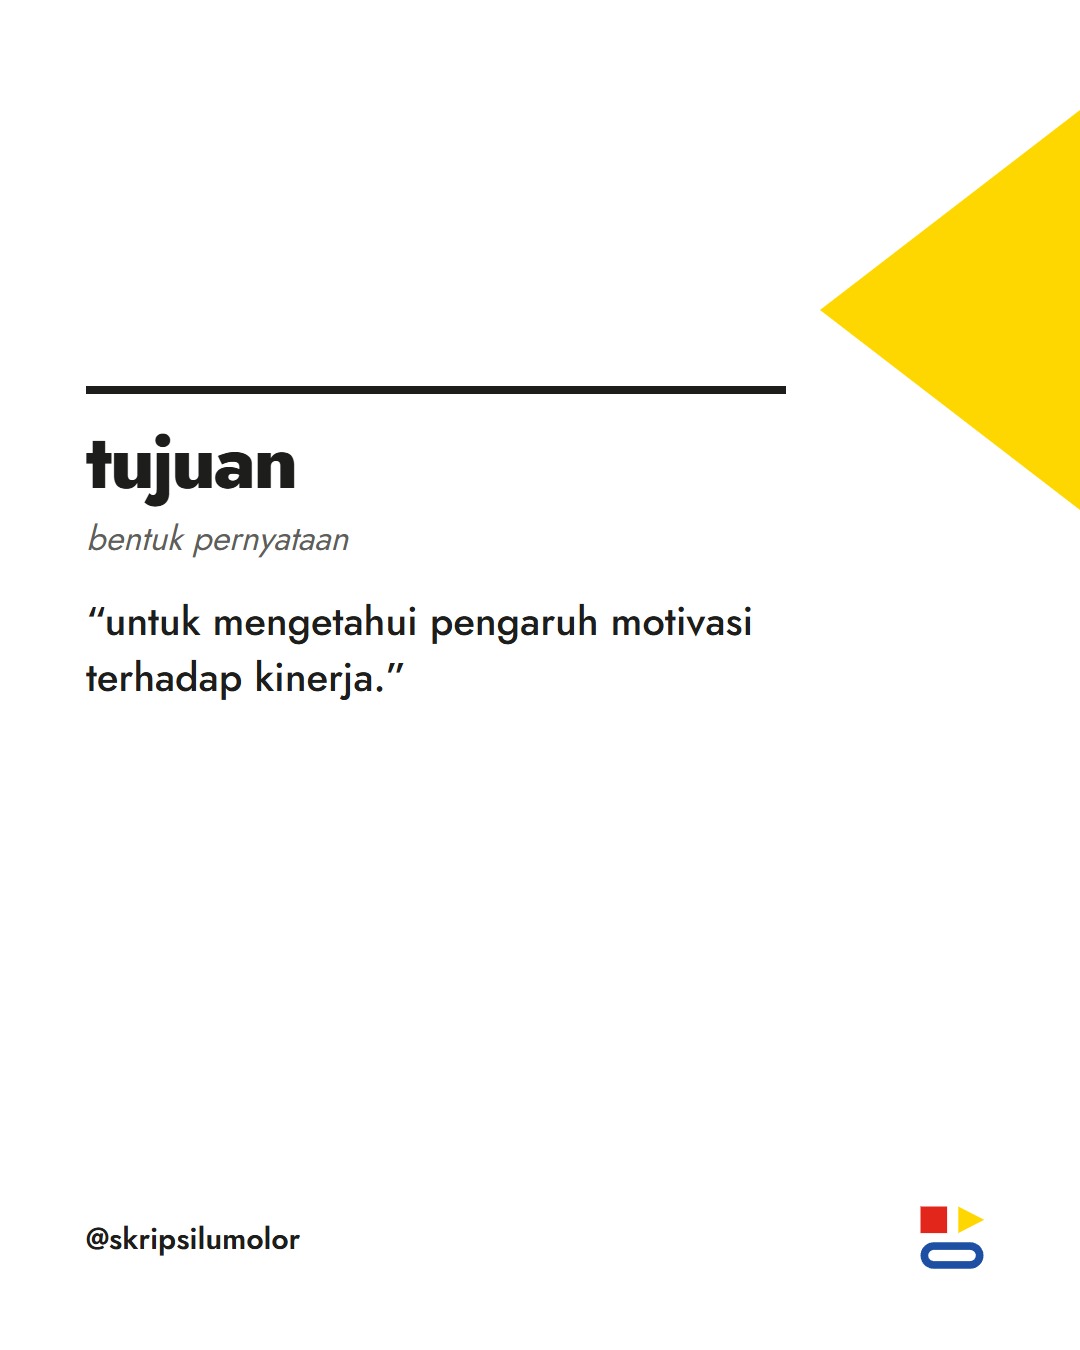 tujuan
bentuk pernyataan
“untuk mengetahui pengaruh motivasi
terhadap kinerja.”
@skripsilumolor